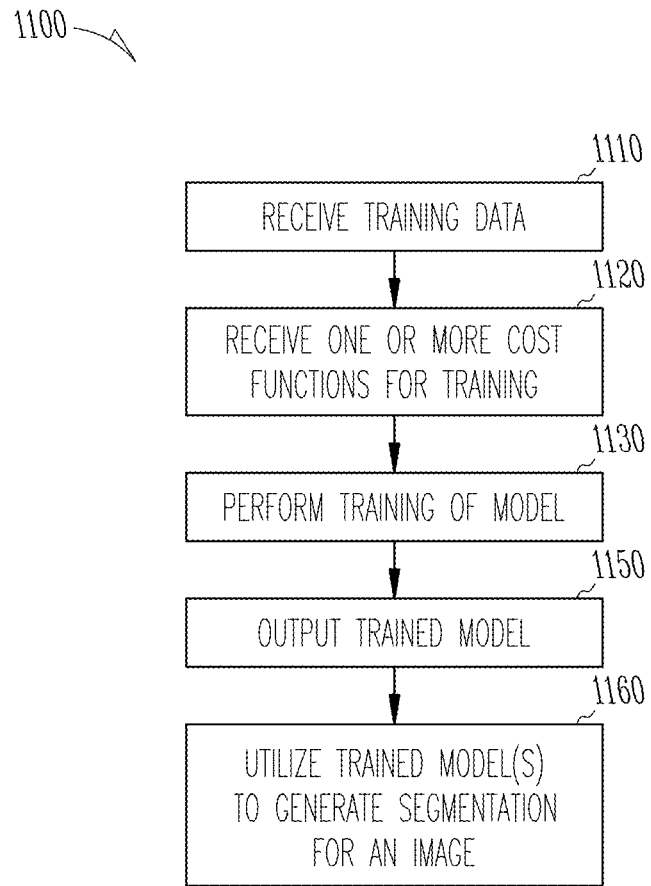 1100
1110
RECEIVE TRAINING DATA
1120
RECEIVE ONE OR MORE COST
FUNCTIONS FOR TRAINING
1130
PERFORM TRAINING OF MODEL
1150
OUTPUT TRAINED MODEL
1160
UTILIZE TRAINED MODEL(S)
TO GENERATE SEGMENTATION
FOR AN IMAGE